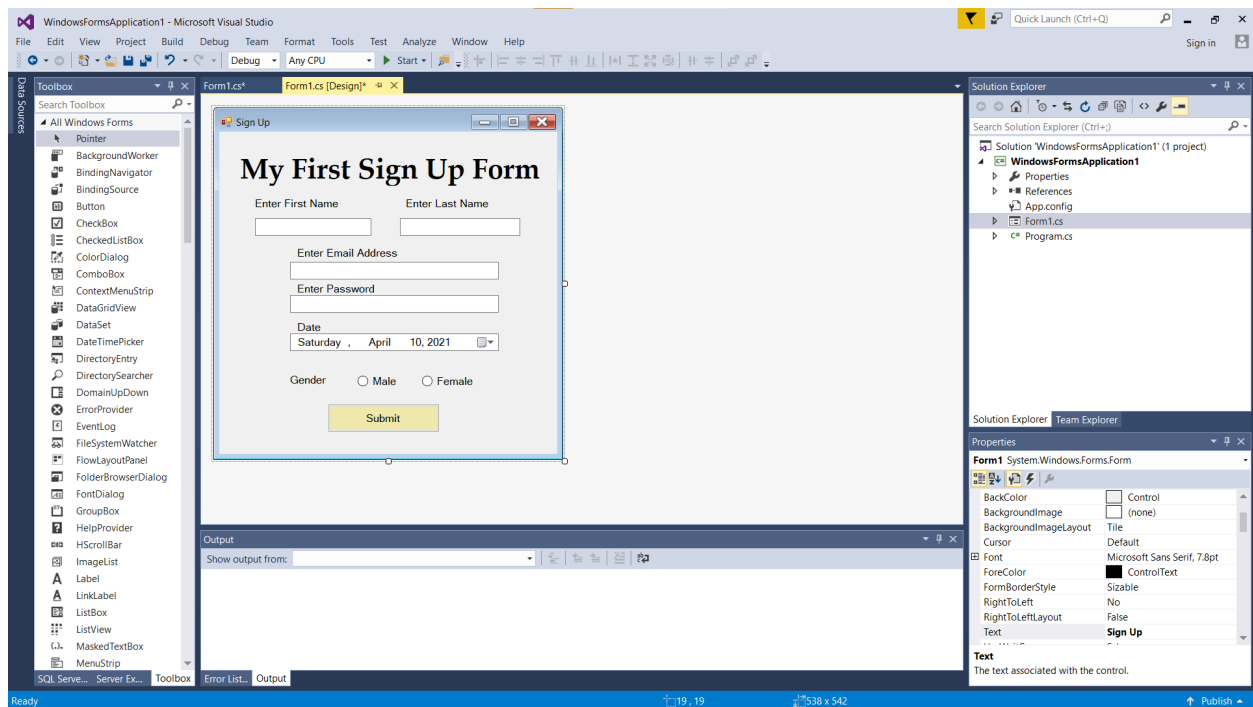 WindowsFormsApplication1 - Microsoft Visual Studio
Quick Launch (Ctrl+Q)
File Edit View Project Build Debug Team Format Tools Test Analyze Window Help
Sign in
Debug Any CPU Start
Data Sources
Toolbox
Search Toolbox
All Windows Forms
Pointer
BackgroundWorker
BindingNavigator
BindingSource
Button
CheckBox
CheckedListBox
ColorDialog
ComboBox
ContextMenuStrip
DataGridView
DataSet
DateTimePicker
DirectoryEntry
DirectorySearcher
DomainUpDown
ErrorProvider
EventLog
FileSystemWatcher
FlowLayoutPanel
FolderBrowserDialog
FontDialog
GroupBox
HelpProvider
HScrollBar
ImageList
Label
LinkLabel
ListBox
ListView
MaskedTextBox
MenuStrip
SQL Serve... Server Ex... Toolbox
Form1.cs* Form1.cs [Design]*
Sign Up
My First Sign Up Form
Enter First Name Enter Last Name
Enter Email Address
Enter Password
Date
Saturday , April 10, 2021
Gender Male Female
Submit
Output
Show output from:
Error List... Output
Solution Explorer
Search Solution Explorer (Ctrl+;)
Solution 'WindowsFormsApplication1' (1 project)
WindowsFormsApplication1
Properties
References
App.config
Form1.cs
C# Program.cs
Solution Explorer Team Explorer
Properties
Form1 System.Windows.Forms.Form
BackColor Control
BackgroundImage (none)
BackgroundImageLayout Tile
Cursor Default
Font Microsoft Sans Serif, 7.8pt
ForeColor ControlText
FormBorderStyle Sizable
RightToLeft No
RightToLeftLayout False
Text Sign Up
Text
The text associated with the control.
Ready 19 , 19 538 x 542 Publish